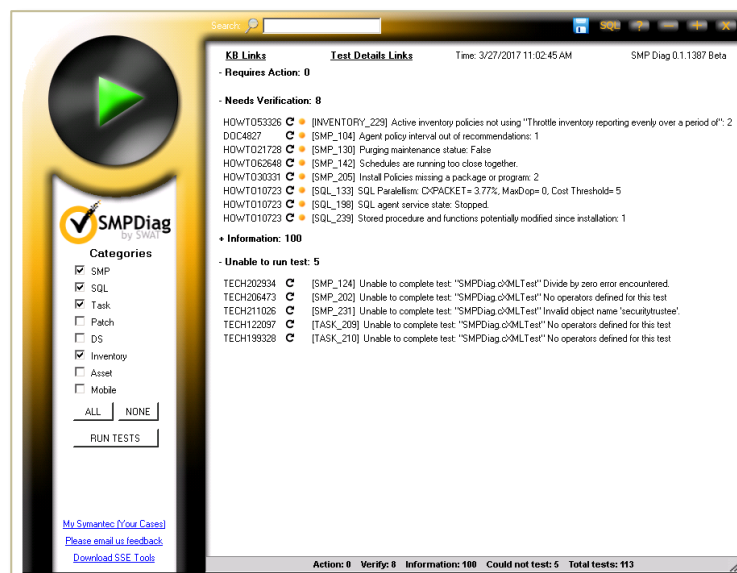 Search:
SQL ? — + X
KB Links Test Details Links Time: 3/27/2017 11:02:45 AM SMP Diag 0.1.1387 Beta
- Requires Action: 0
- Needs Verification: 8
HOWTO53326 [INVENTORY_229] Active inventory policies not using "Throttle inventory reporting evenly over a period of": 2
DOC4827 [SMP_104] Agent policy interval out of recommendations: 1
HOWTO21728 [SMP_130] Purging maintenance status: False
HOWTO62648 [SMP_142] Schedules are running too close together.
HOWTO30331 [SMP_205] Install Policies missing a package or program: 2
HOWTO10723 [SQL_133] SQL Paralellism: CXPACKET= 3.77%, MaxDop= 0, Cost Threshold= 5
HOWTO10723 [SQL_198] SQL agent service state: Stopped.
HOWTO10723 [SQL_239] Stored procedure and functions potentially modified since installation: 1
+ Information: 100
- Unable to run test: 5
TECH202934 [SMP_124] Unable to complete test: "SMPDiag.cXMLTest" Divide by zero error encountered.
TECH206473 [SMP_202] Unable to complete test: "SMPDiag.cXMLTest" No operators defined for this test
TECH211026 [SMP_231] Unable to complete test: "SMPDiag.cXMLTest" Invalid object name 'securitytrustee'.
TECH122097 [TASK_209] Unable to complete test: "SMPDiag.cXMLTest" No operators defined for this test
TECH199328 [TASK_210] Unable to complete test: "SMPDiag.cXMLTest" No operators defined for this test
SMPDiag
by SWAT
Categories
SMP
SQL
Task
Patch
DS
Inventory
Asset
Mobile
ALL NONE
RUN TESTS
My Symantec (Your Cases)
Please email us feedback
Download SSE Tools
Action: 0 Verify: 8 Information: 100 Could not test: 5 Total tests: 113